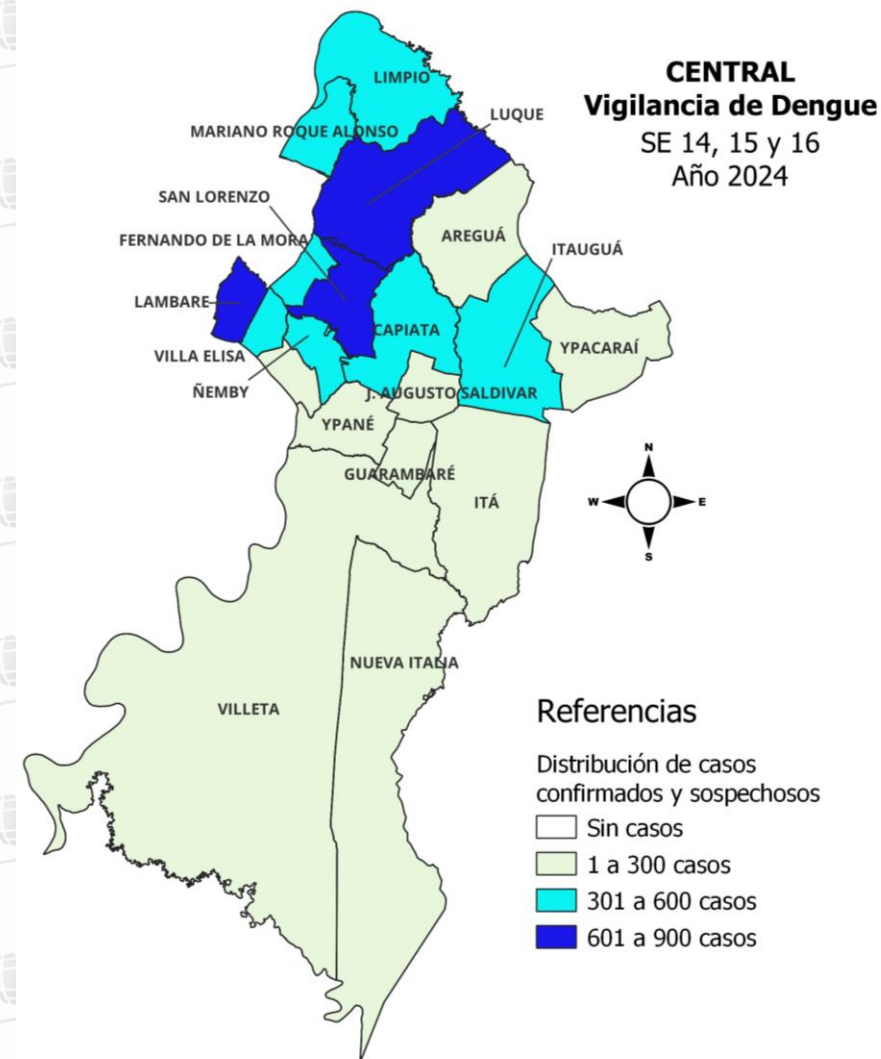 CENTRAL
Vigilancia de Dengue
SE 14, 15 y 16
Año 2024
LIMPIO
LUQUE
MARIANO ROQUE ALONSO
SAN LORENZO
AREGUÁ
FERNANDO DE LA MORA
ITAUGUÁ
LAMBARE
CAPIATA
YPACARAÍ
VILLA ELISA
ÑEMBY
J. AUGUSTO SALDIVAR
YPANÉ
GUARAMBARÉ
ITÁ
N
W
E
S
NUEVA ITALIA
VILLETA
Referencias
Distribución de casos
confirmados y sospechosos
Sin casos
1 a 300 casos
301 a 600 casos
601 a 900 casos